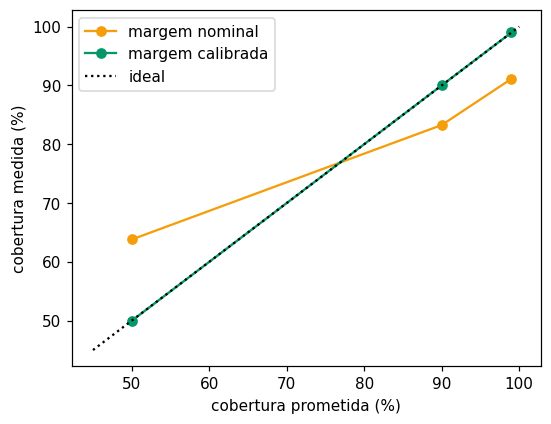 margem nominal
margem calibrada
ideal
cobertura medida (%)
100
90
80
70
60
50
50
60
70
80
90
100
cobertura prometida (%)